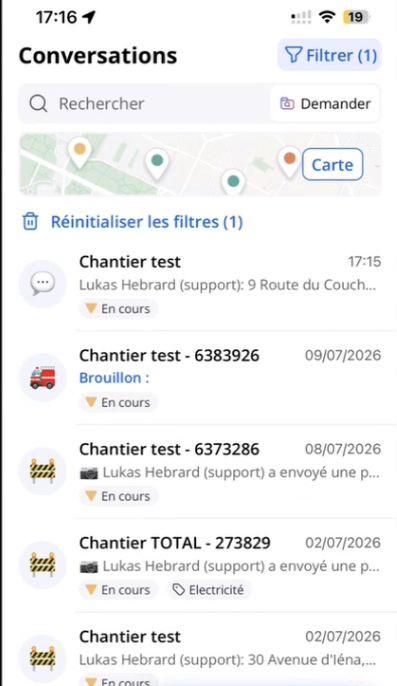 17:16
19
Conversations
Filtrer (1)
Rechercher
Demander
Carte
Réinitialiser les filtres (1)
Chantier test
17:15
Lukas Hebrard (support): 9 Route du Couch...
En cours
Chantier test - 6383926
09/07/2026
Brouillon :
En cours
Chantier test - 6373286
08/07/2026
Lukas Hebrard (support) a envoyé une p...
En cours
Chantier TOTAL - 273829
02/07/2026
Lukas Hebrard (support) a envoyé une p...
En cours
Electricité
Chantier test
02/07/2026
Lukas Hebrard (support): 30 Avenue d'Iéna,...
En cours